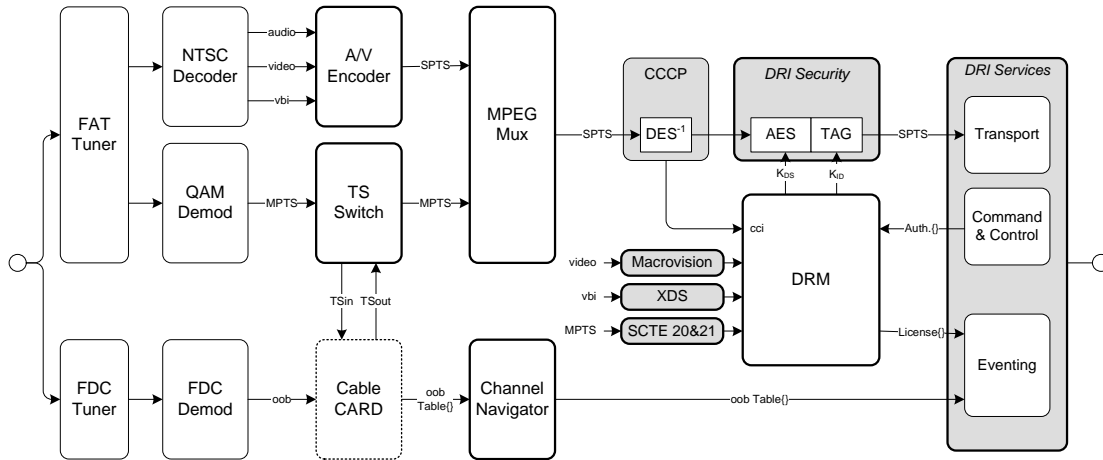 FAT
Tuner
NTSC
Decoder
audio
video
vbi
A/V
Encoder
SPTS
QAM
Demod
MPTS
TS
Switch
MPTS
MPEG
Mux
SPTS
CCCP
DES⁻¹
DRI Security
AES
TAG
SPTS
K_DS
K_ID
DRI Services
Transport
Command
& Control
Auth.{}
cci
DRM
video
Macrovision
vbi
XDS
MPTS
SCTE 20&21
License{}
Eventing
TSin
TSout
FDC
Tuner
FDC
Demod
oob
Cable
CARD
oob
Table{}
Channel
Navigator
oob Table{}